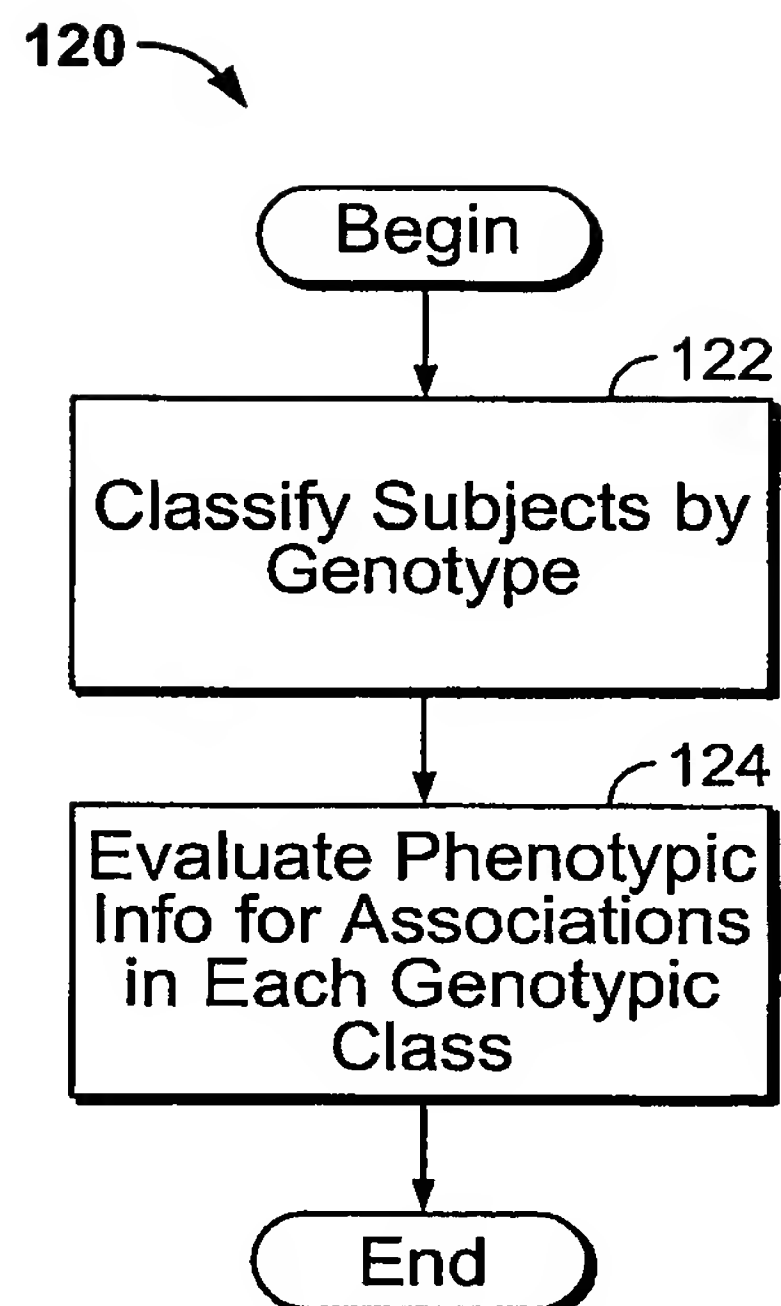 120
Begin
122
Classify Subjects by
Genotype
124
Evaluate Phenotypic
Info for Associations
in Each Genotypic
Class
End